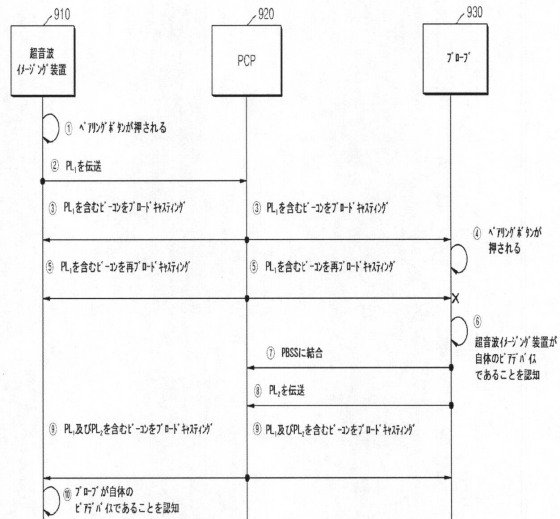 910
920
930
超音波
イメージング装置
PCP
プローブ
① ペアリングボタンが押される
② PL₁を伝送
③ PL₁を含むビーコンをブロードキャスティング
③ PL₁を含むビーコンをブロードキャスティング
④ ペアリングボタンが
押される
⑤ PL₁を含むビーコンを再ブロードキャスティング
⑤ PL₁を含むビーコンを再ブロードキャスティング
X
⑥
超音波イメージング装置が
自体のピアデバイス
であることを認知
⑦ PBSSに結合
⑧ PL₂を伝送
⑨ PL₁及びPL₂を含むビーコンをブロードキャスティング
⑨ PL₁及びPL₂を含むビーコンをブロードキャスティング
⑩ プローブが自体の
ピアデバイスであることを認知